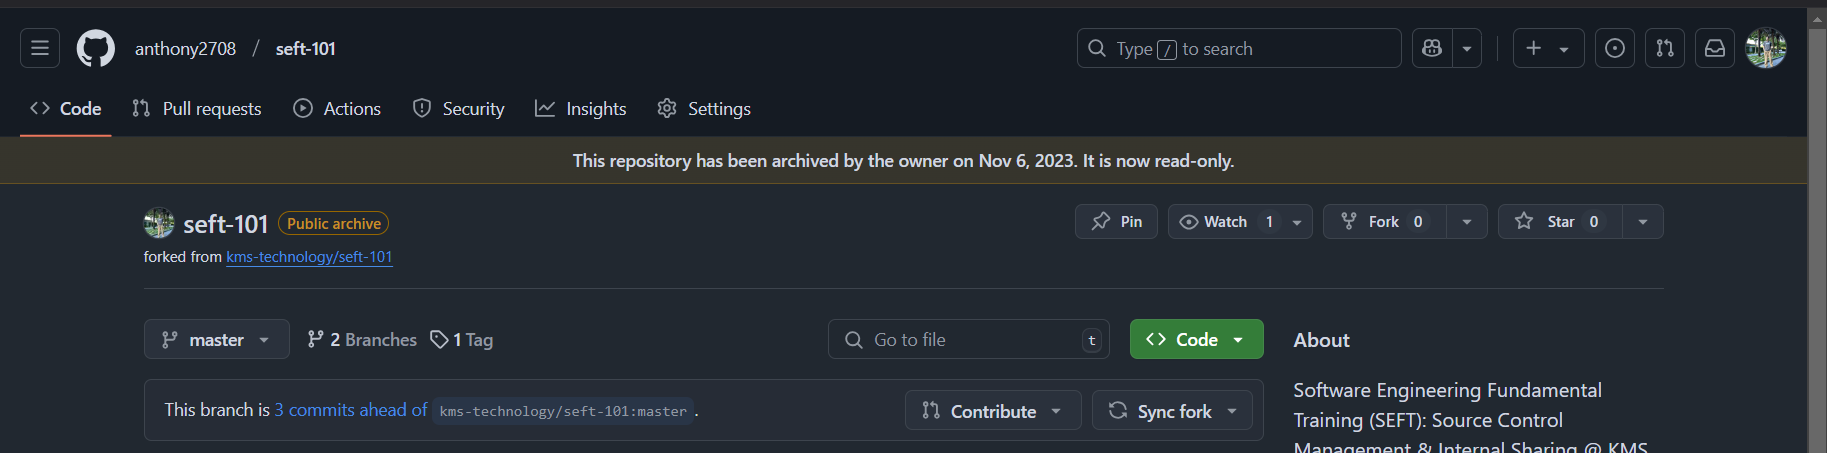 anthony2708 / seft-101
Type / to search
Code Pull requests Actions Security Insights Settings
This repository has been archived by the owner on Nov 6, 2023. It is now read-only.
seft-101 Public archive
Pin Watch 1 Fork 0 Star 0
forked from kms-technology/seft-101
master 2 Branches 1 Tag
Go to file t
Code
About
This branch is 3 commits ahead of kms-technology/seft-101:master .
Contribute Sync fork
Software Engineering Fundamental
Training (SEFT): Source Control
Management & Internal Sharing @ KMS